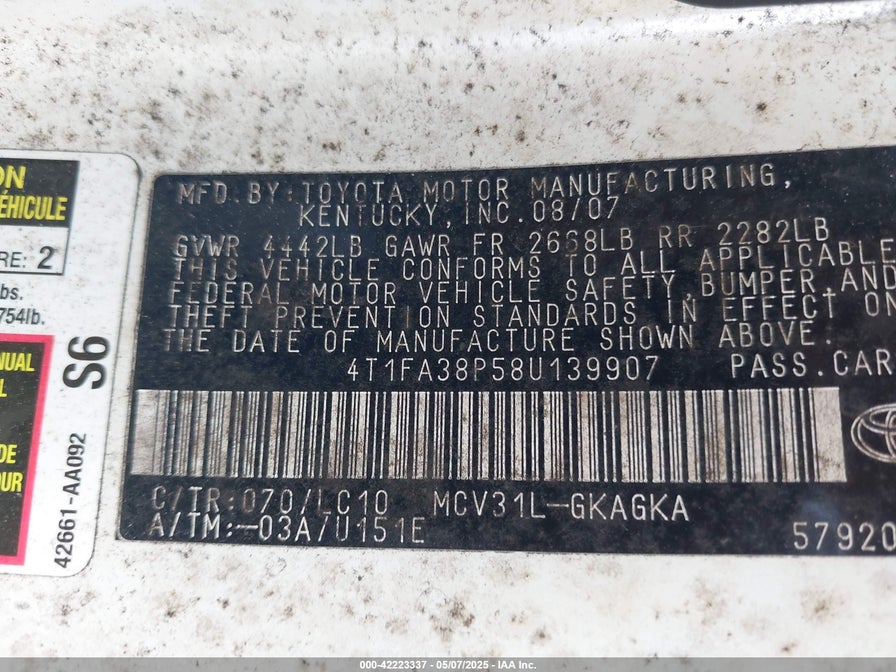 ON
ÉHICULE
RE: 2
bs.
754lb.
NUAL
EL
DE
OUR
S6
42661-AA092
MFD. BY: TOYOTA MOTOR MANUFACTURING,
KENTUCKY, INC. 08/07
GVWR 4442LB GAWR FR 2668LB RR 2282LB
THIS VEHICLE CONFORMS TO ALL APPLICABLE
FEDERAL MOTOR VEHICLE SAFETY, BUMPER, AND
THEFT PREVENTION STANDARDS IN EFFECT ON
THE DATE OF MANUFACTURE SHOWN ABOVE.
4T1FA38P58U139907 PASS. CAR
C/TR: 070/LC10 MCV31L-GKAGKA
A/TM: -03A/U151E 57920
000-42223337 - 05/07/2025 - IAA Inc.